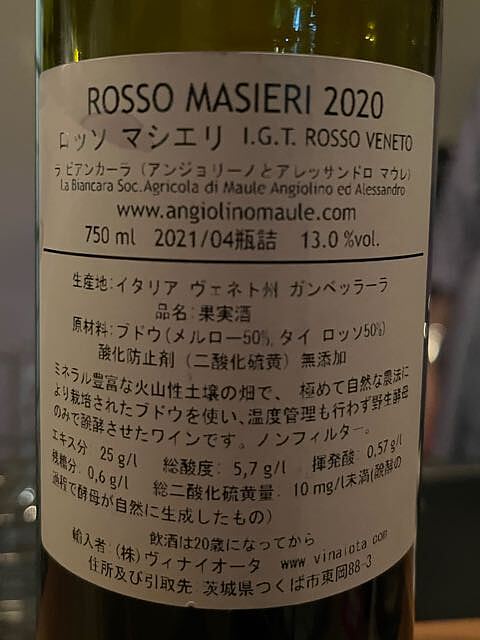 ROSSO MASIERI 2020
ロッソ マシエリ I.G.T. ROSSO VENETO
ラ ビアンカーラ (アンジョリーノとアレッサンドロ マウレ)
La Biancara Soc.Agricola di Maule Angiolino ed Alessandro
www.angiolinomaule.com
750 ml 2021/04瓶詰 13.0 %vol.
生産地:イタリア ヴェネト州 ガンベッラーラ
品名:果実酒
原材料:ブドウ(メルロー50%, タイ ロッソ50%)
酸化防止剤 (二酸化硫黄) 無添加
ミネラル豊富な火山性土壌の畑で、極めて自然な農法に
より栽培されたブドウを使い、温度管理も行わず野生酵母
のみで醗酵させたワインです。ノンフィルター。
エキス分: 25 g/l 総酸度: 5,7 g/l 揮発酸: 0,57 g/l
残糖分: 0,6 g/l 総二酸化硫黄量: 10 mg/l未満(醗酵の
過程で酵母が自然に生成したもの)
飲酒は20歳になってから
輸入者: (株)ヴィナイオータ www.vinaiota.com
住所及び引取先: 茨城県つくば市東岡88-3